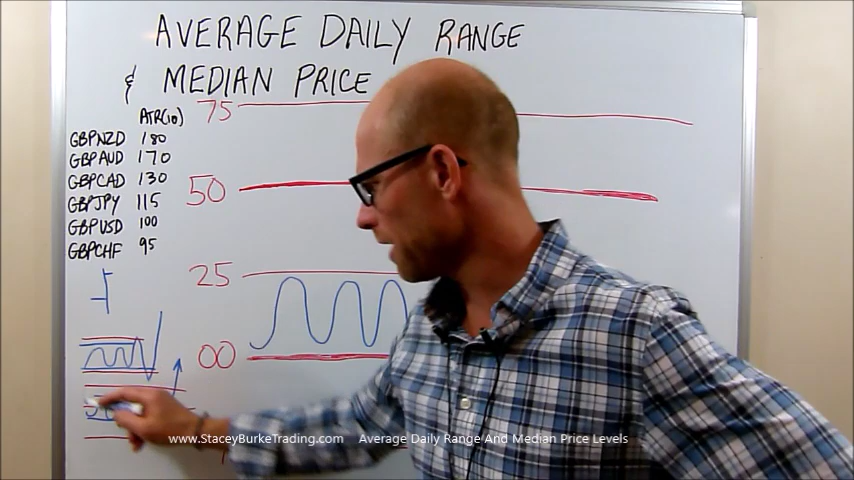 AVERAGE DAILY RANGE
& MEDIAN PRICE
ATR(10)
GBPNZD 180
GBPAUD 170
GBPCAD 130
GBPJPY 115
GBPUSD 100
GBPCHF 95
75
50
25
00
www.StaceyBurkeTrading.com Average Daily Range And Median Price Levels